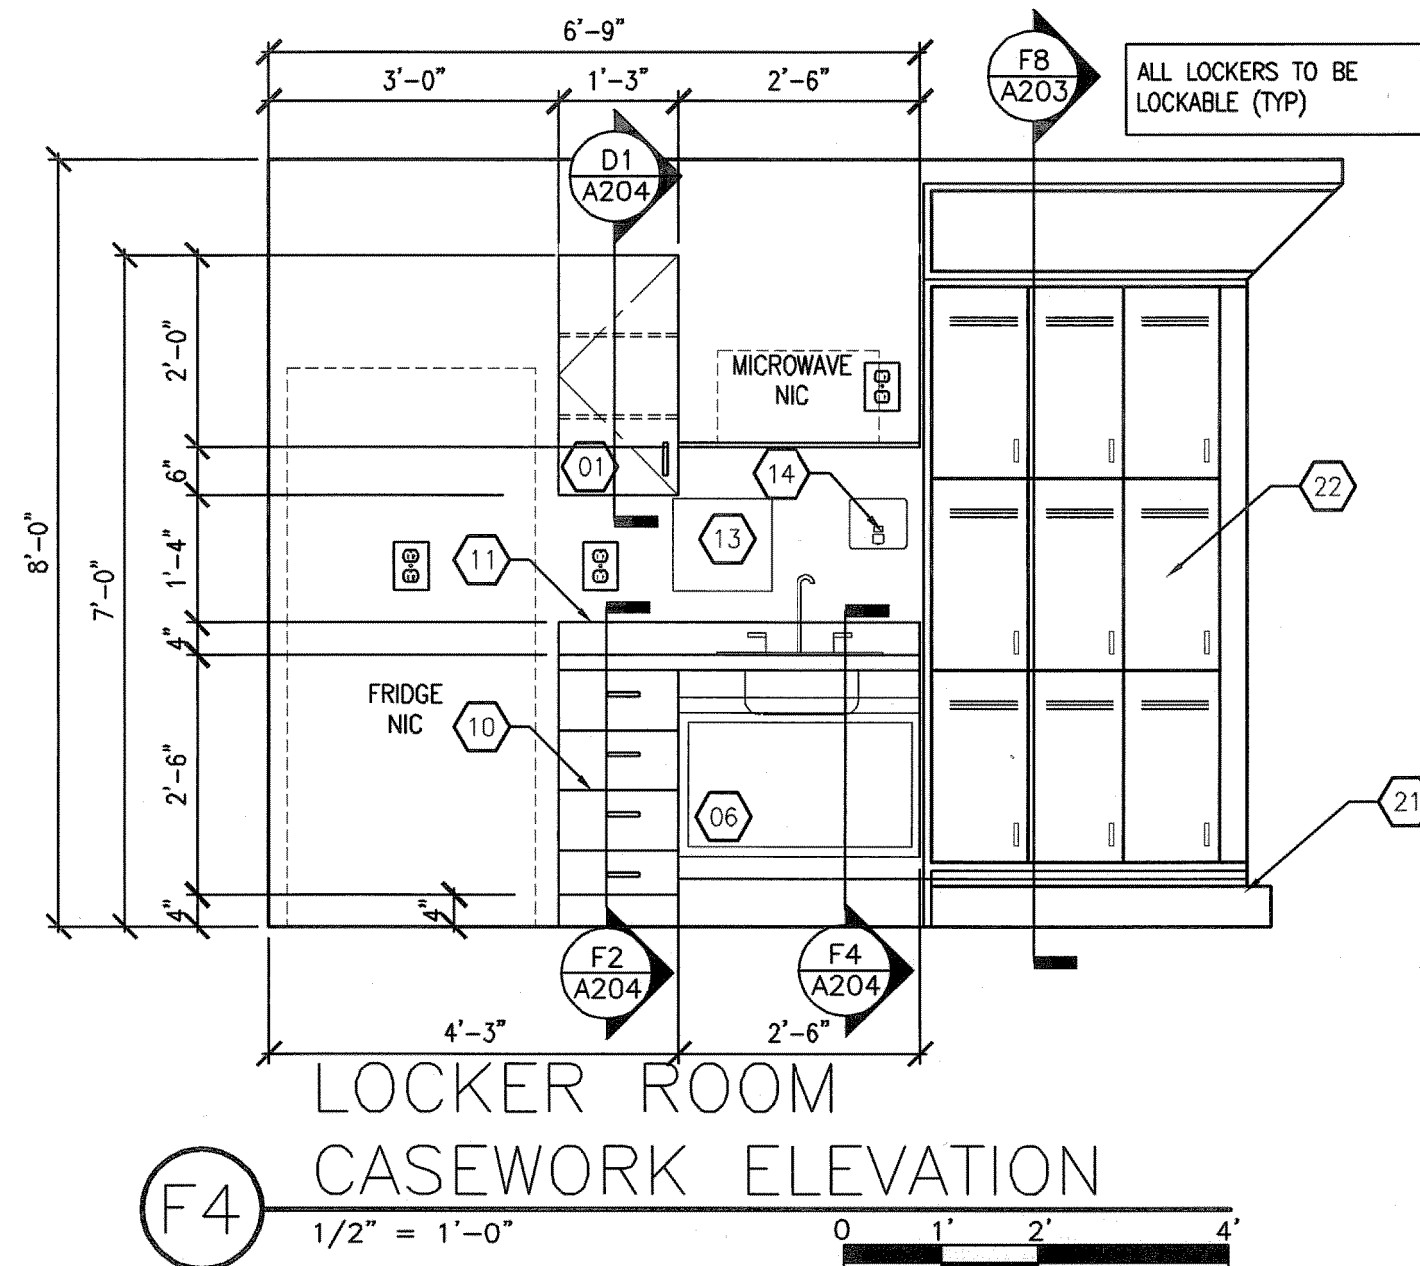 6'-9"
3'-0"
1'-3"
2'-6"
F8
A203
ALL LOCKERS TO BE
LOCKABLE (TYP)
D1
A204
8'-0"
7'-0"
2'-0"
6"
1'-4"
4"
2'-6"
4"
4"
MICROWAVE
NIC
01
14
13
11
22
FRIDGE
NIC
10
06
21
F2
A204
F4
A204
4'-3"
2'-6"
LOCKER ROOM
CASEWORK ELEVATION
F4
1/2" = 1'-0"
0 1' 2' 4'